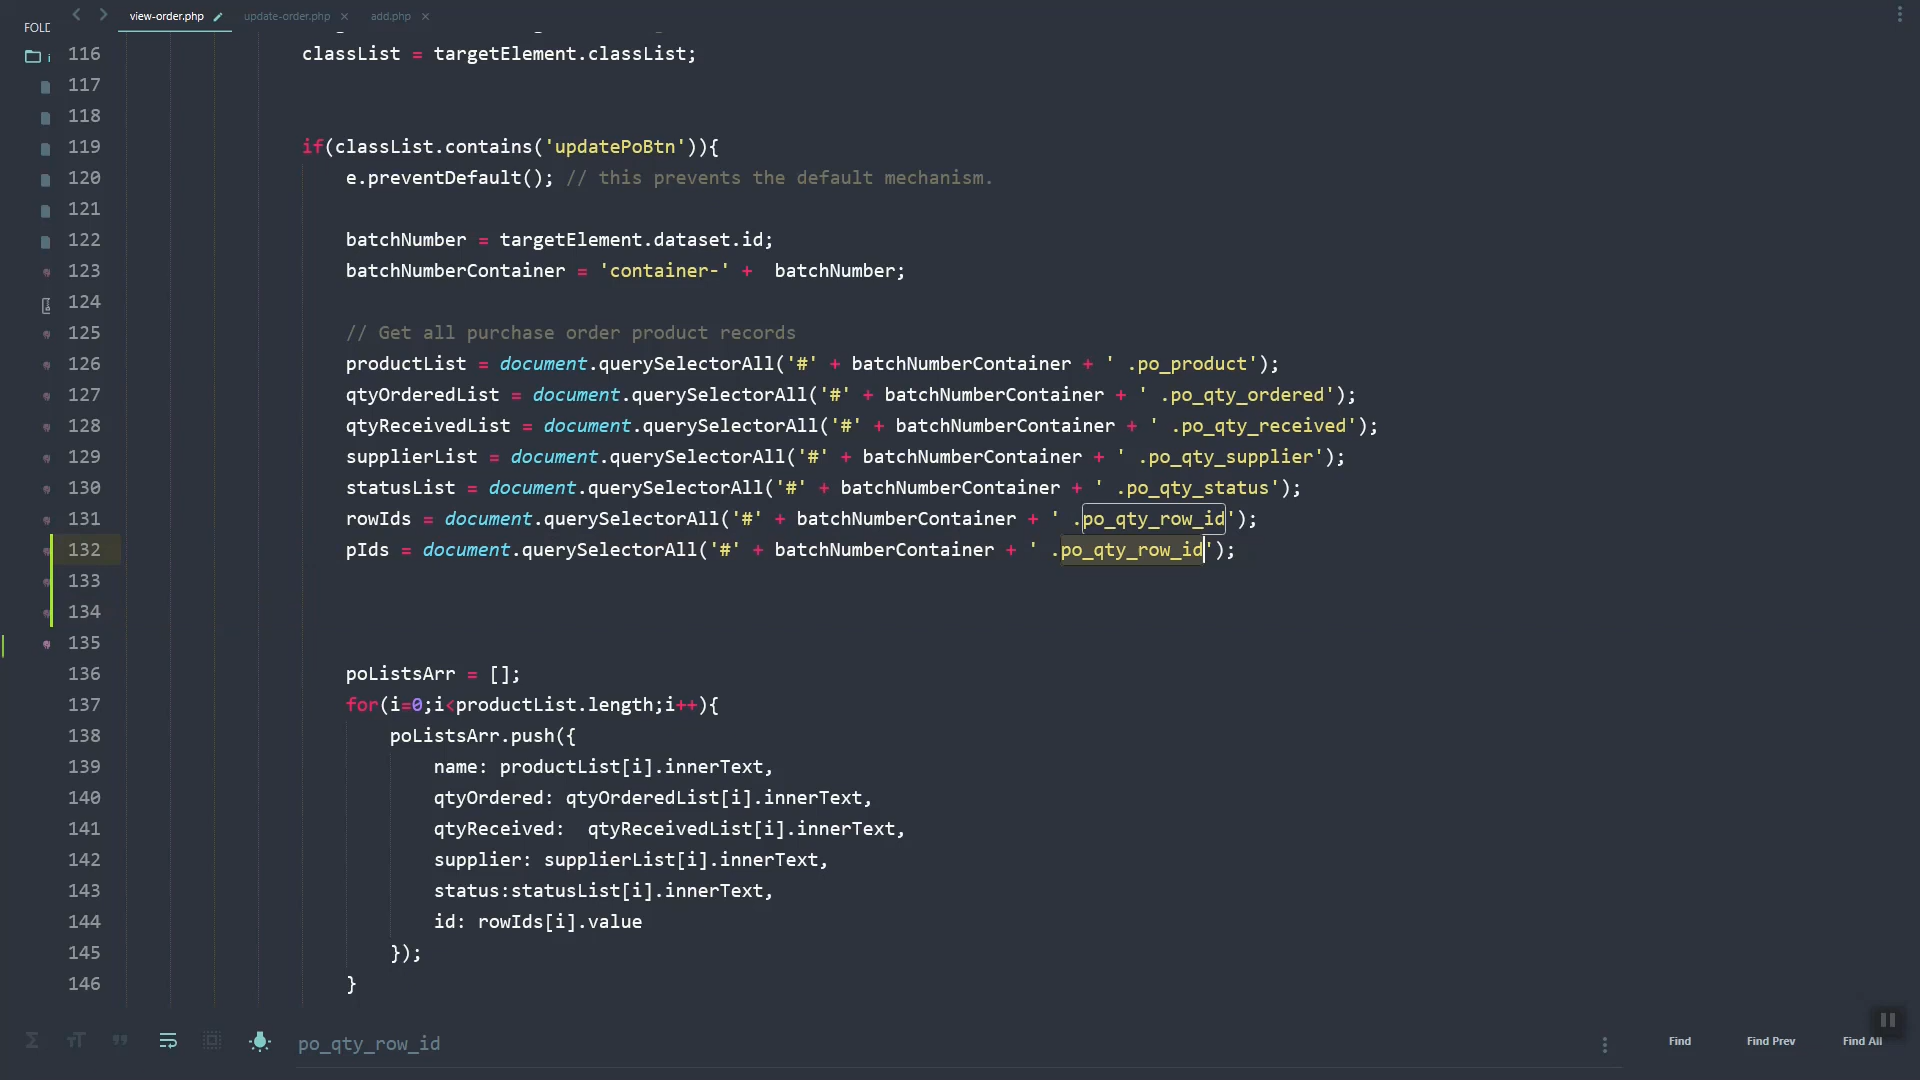 view-order.php
update-order.php
add.php
FOLD
116 classList = targetElement.classList;
117
118
119 if(classList.contains('updatePoBtn')){
120 e.preventDefault(); // this prevents the default mechanism.
121
122 batchNumber = targetElement.dataset.id;
123 batchNumberContainer = 'container-' +  batchNumber;
124
125 // Get all purchase order product records
126 productList = document.querySelectorAll('#' + batchNumberContainer + ' .po_product');
127 qtyOrderedList = document.querySelectorAll('#' + batchNumberContainer + ' .po_qty_ordered');
128 qtyReceivedList = document.querySelectorAll('#' + batchNumberContainer + ' .po_qty_received');
129 supplierList = document.querySelectorAll('#' + batchNumberContainer + ' .po_qty_supplier');
130 statusList = document.querySelectorAll('#' + batchNumberContainer + ' .po_qty_status');
131 rowIds = document.querySelectorAll('#' + batchNumberContainer + ' .po_qty_row_id');
132 pIds = document.querySelectorAll('#' + batchNumberContainer + ' .po_qty_row_id');
133
134
135
136 poListsArr = [];
137 for(i=0;i<productList.length;i++){
138 poListsArr.push({
139 name: productList[i].innerText,
140 qtyOrdered: qtyOrderedList[i].innerText,
141 qtyReceived:  qtyReceivedList[i].innerText,
142 supplier: supplierList[i].innerText,
143 status:statusList[i].innerText,
144 id: rowIds[i].value
145 });
146 }
po_qty_row_id
Find
Find Prev
Find All